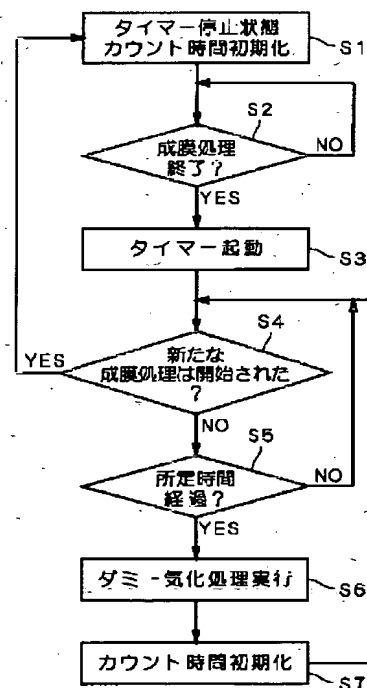 タイマー停止状態
カウント時間初期化
S1
S2
成膜処理
終了?
NO
YES
タイマー起動
S3
S4
新たな
成膜処理は開始された
?
YES
NO
S5
所定時間
経過?
NO
YES
ダミー気化処理実行
S6
カウント時間初期化
S7